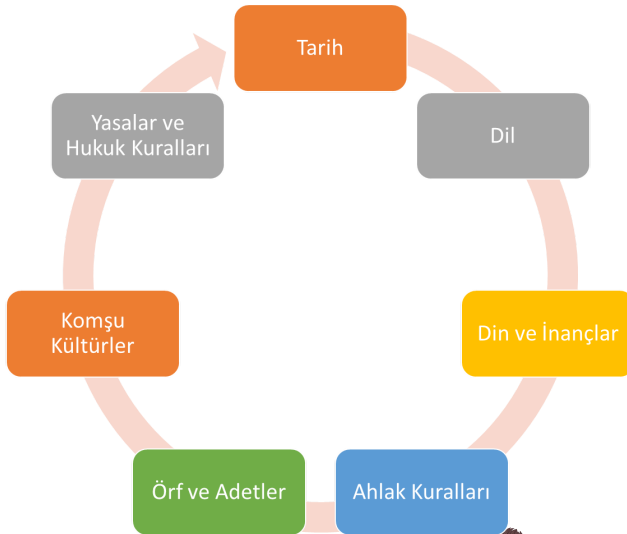 Tarih
Dil
Din ve İnançlar
Ahlak Kuralları
Örf ve Adetler
Komşu
Kültürler
Yasalar ve
Hukuk Kuralları